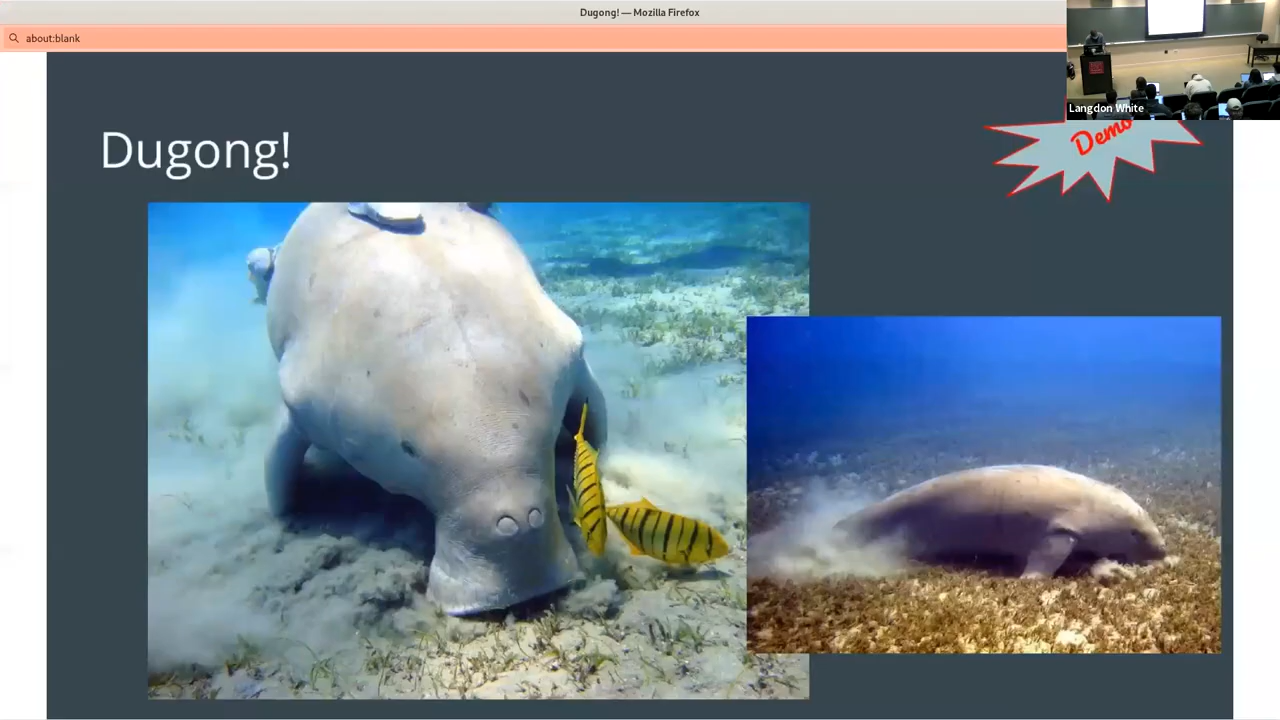 Dugong! — Mozilla Firefox
about:blank
Langdon White
Demo
Dugong!